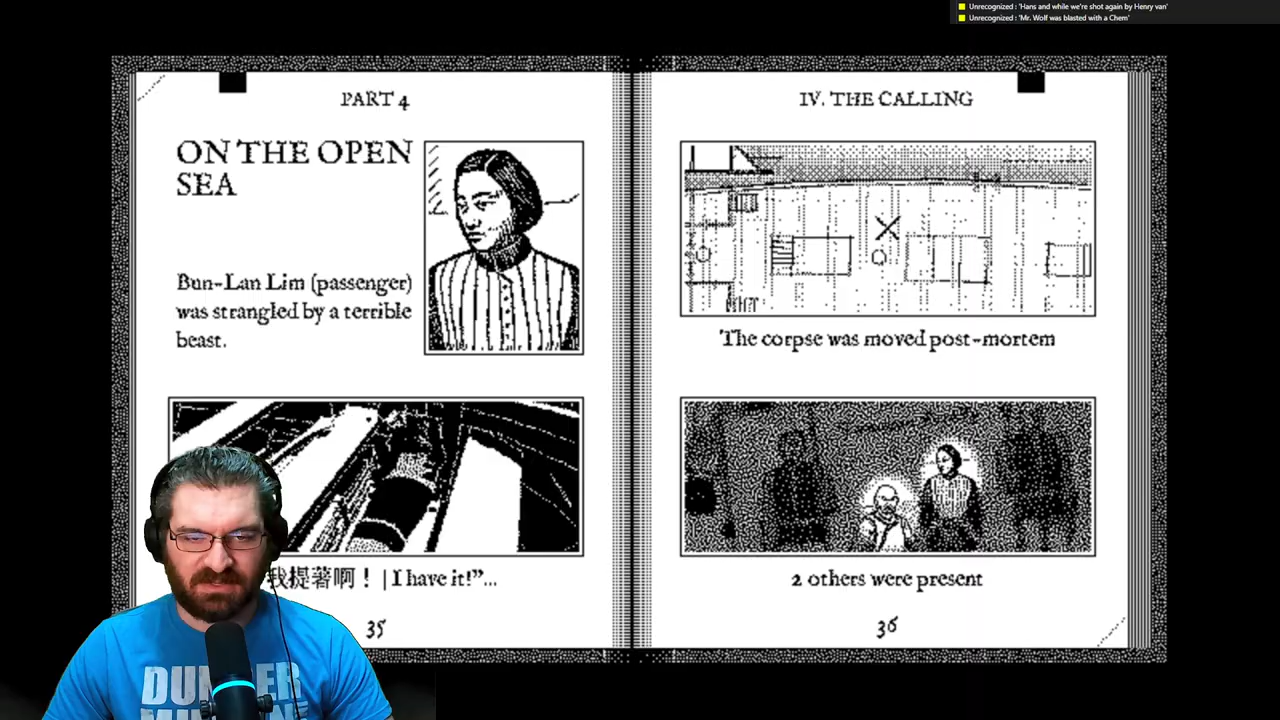 Unrecognized : 'Hans and while we're shot again by Henry van'
Unrecognized : 'Mr. Wolf was blasted with a Chem'
PART 4
ON THE OPEN
SEA
Bun-Lan Lim (passenger)
was strangled by a terrible
beast.
我提著啊！ | I have it!”...
35
IV. THE CALLING
The corpse was moved post-mortem
2 others were present
36